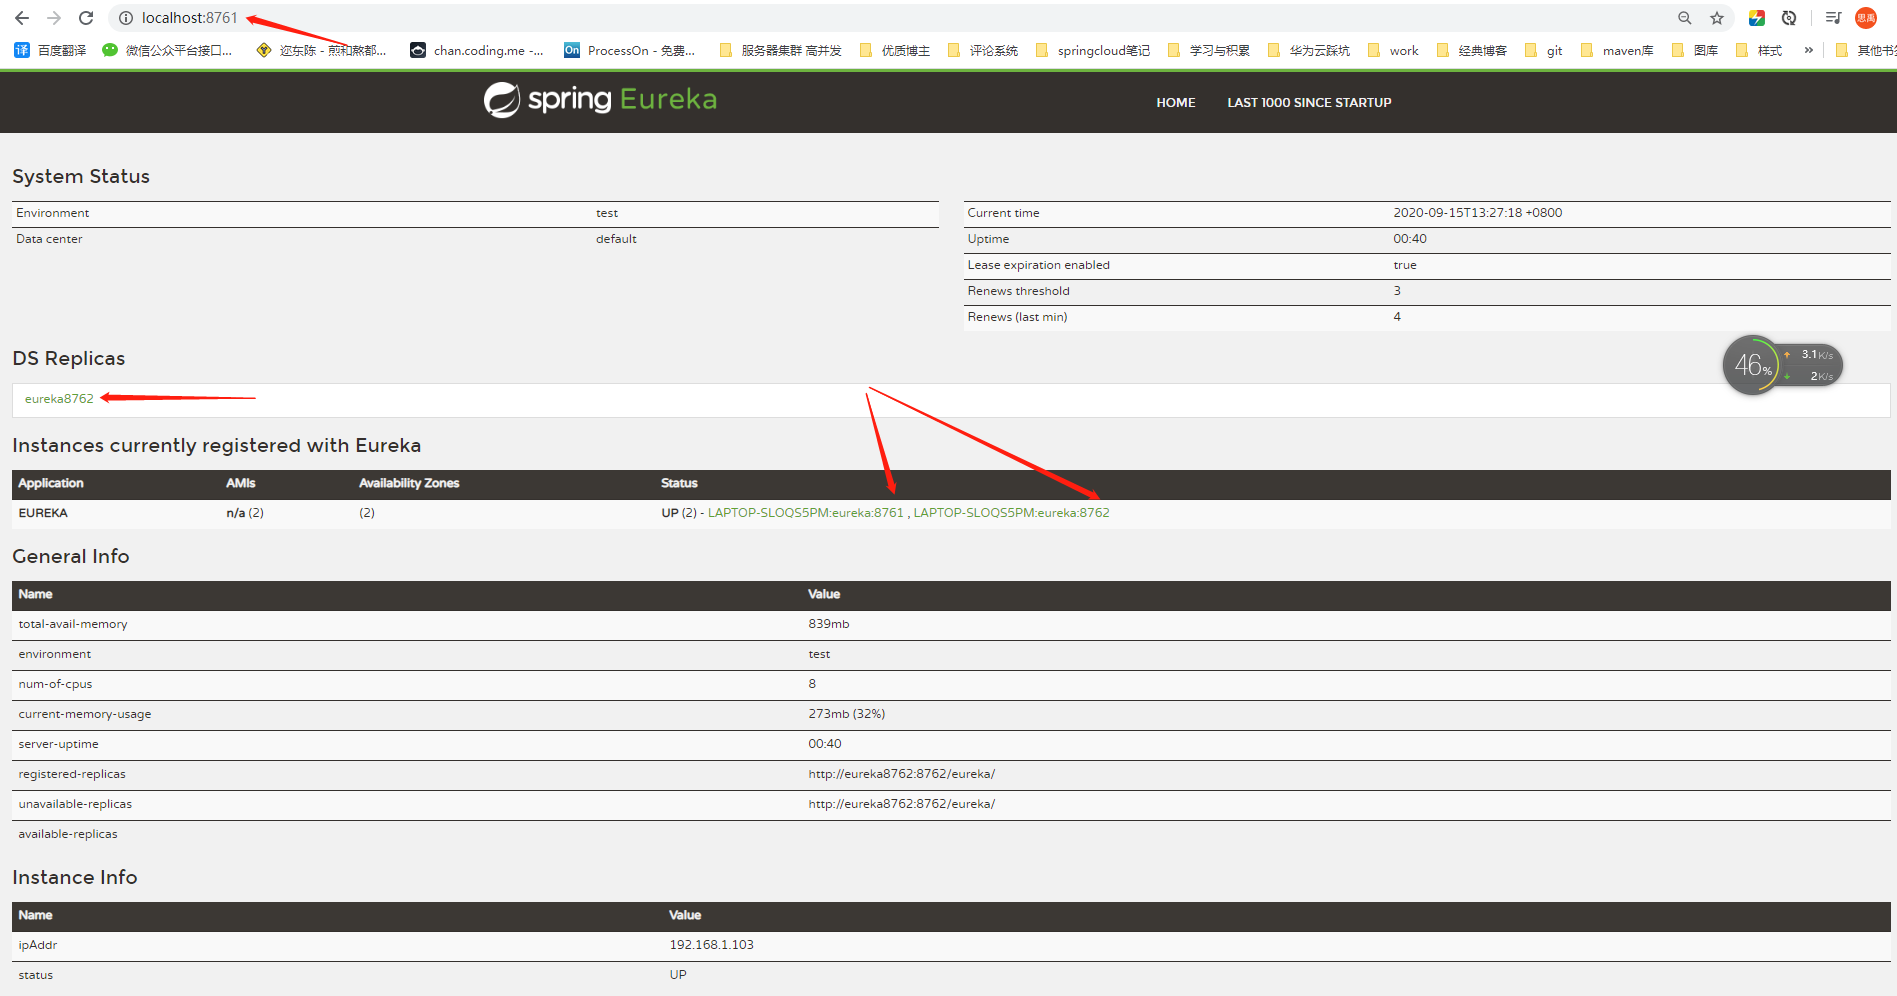 localhost:8761
百度翻译 微信公众平台接口... 迩东陈 - 煎和熬都... chan.coding.me -... ProcessOn - 免费... 服务器集群 高并发 优质博主 评论系统 springcloud笔记 学习与积累 华为云踩坑 work 经典博客 git maven库 图库 样式 » 其他书签
spring Eureka HOME LAST 1000 SINCE STARTUP
System Status
Environment test Current time 2020-09-15T13:27:18 +0800
Data center default Uptime 00:40
Lease expiration enabled true
Renews threshold 3
Renews (last min) 4
DS Replicas
46% 3.1K/s
2K/s
eureka8762
Instances currently registered with Eureka
Application AMIs Availability Zones Status
EUREKA n/a (2) (2) UP (2) - LAPTOP-SLOQS5PM:eureka:8761 , LAPTOP-SLOQS5PM:eureka:8762
General Info
Name Value
total-avail-memory 839mb
environment test
num-of-cpus 8
current-memory-usage 273mb (32%)
server-uptime 00:40
registered-replicas http://eureka8762:8762/eureka/
unavailable-replicas http://eureka8762:8762/eureka/
available-replicas
Instance Info
Name Value
ipAddr 192.168.1.103
status UP